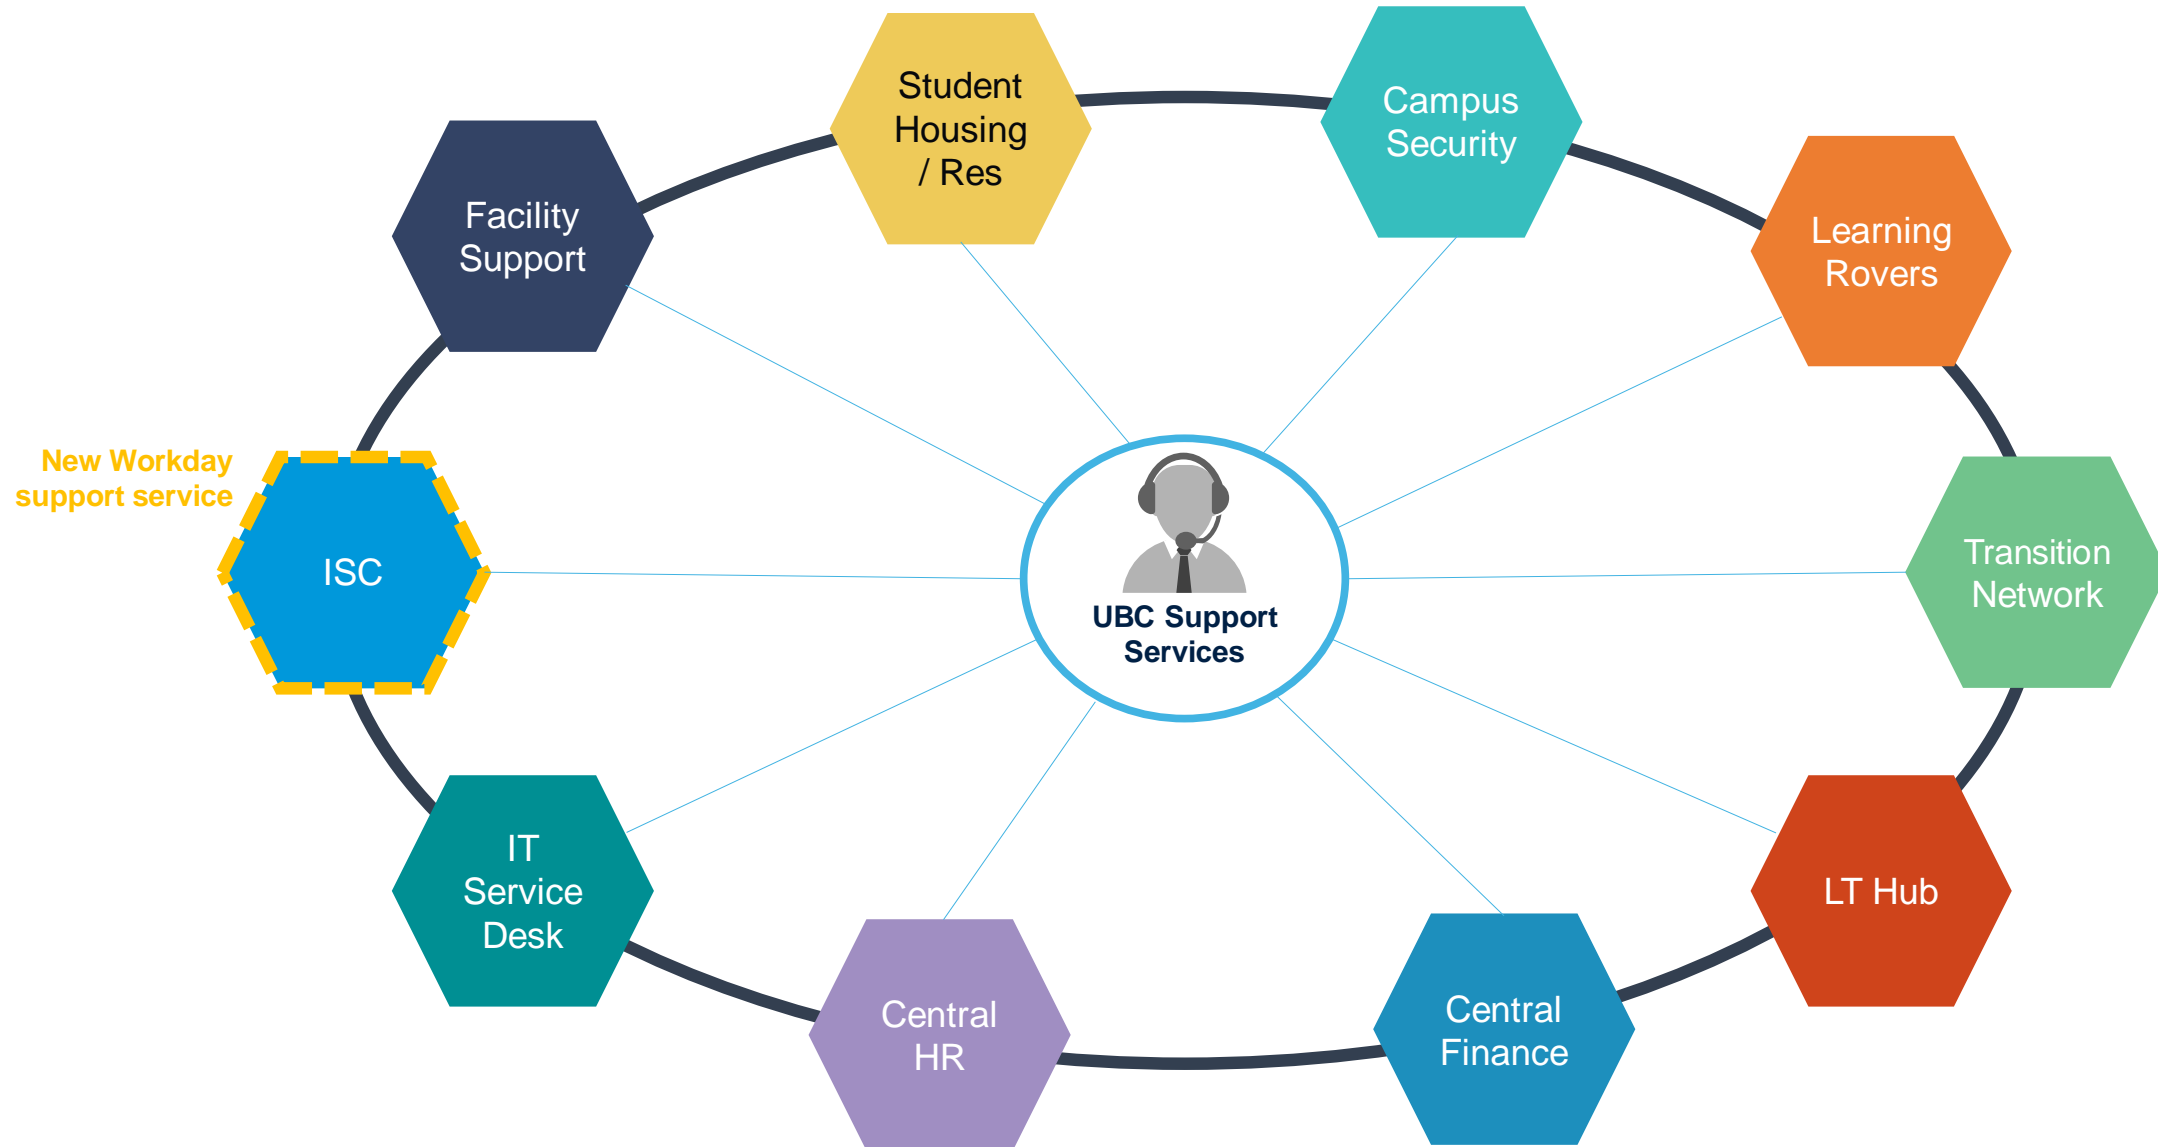 Student
Housing
/ Res
Campus
Security
Facility
Support
Learning
Rovers
New Workday
support service
ISC
UBC Support
Services
Transition
Network
IT
Service
Desk
LT Hub
Central
HR
Central
Finance